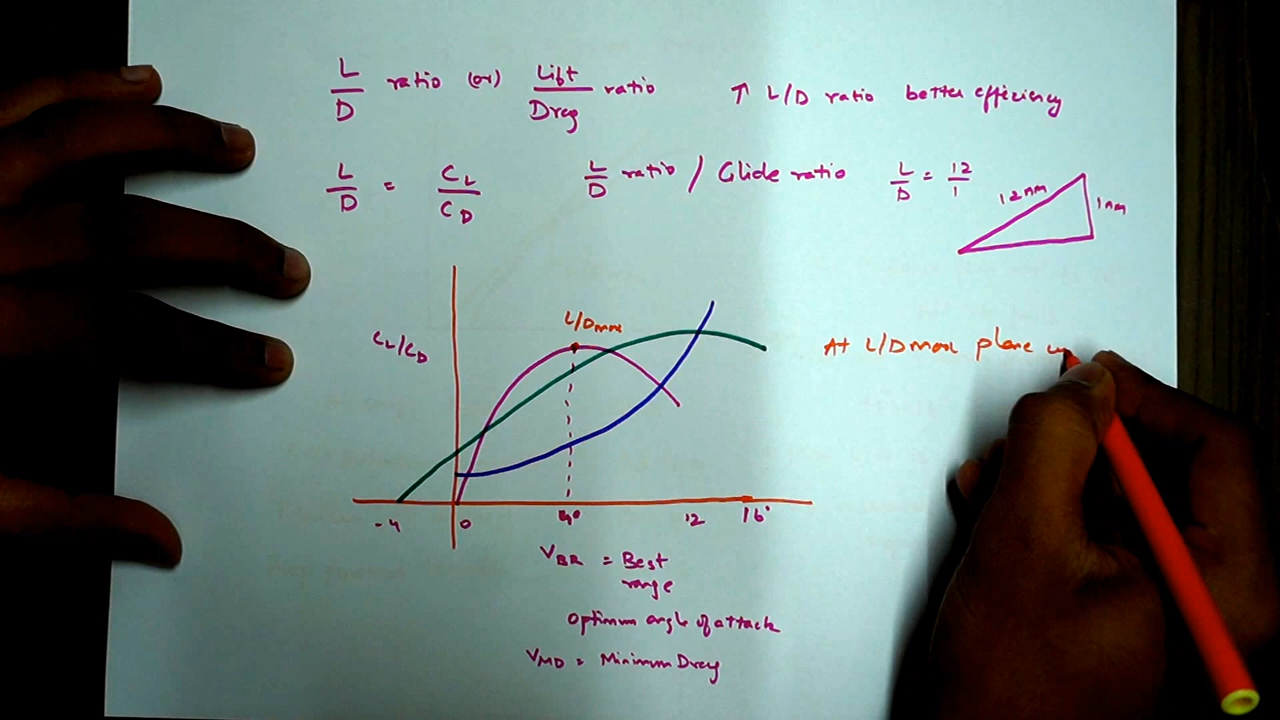 L/D ratio (or) Lift/Drag ratio ↑ L/D ratio better efficiency
L/D = CL/CD L/D ratio / Glide ratio L/D = 12/1 12nm 1nm
L/Dmax
CL/CD At L/Dmax plane
-4 0 4° 12 16°
VBR = Best
range
Optimum angle of attack
VMD = Minimum Drag